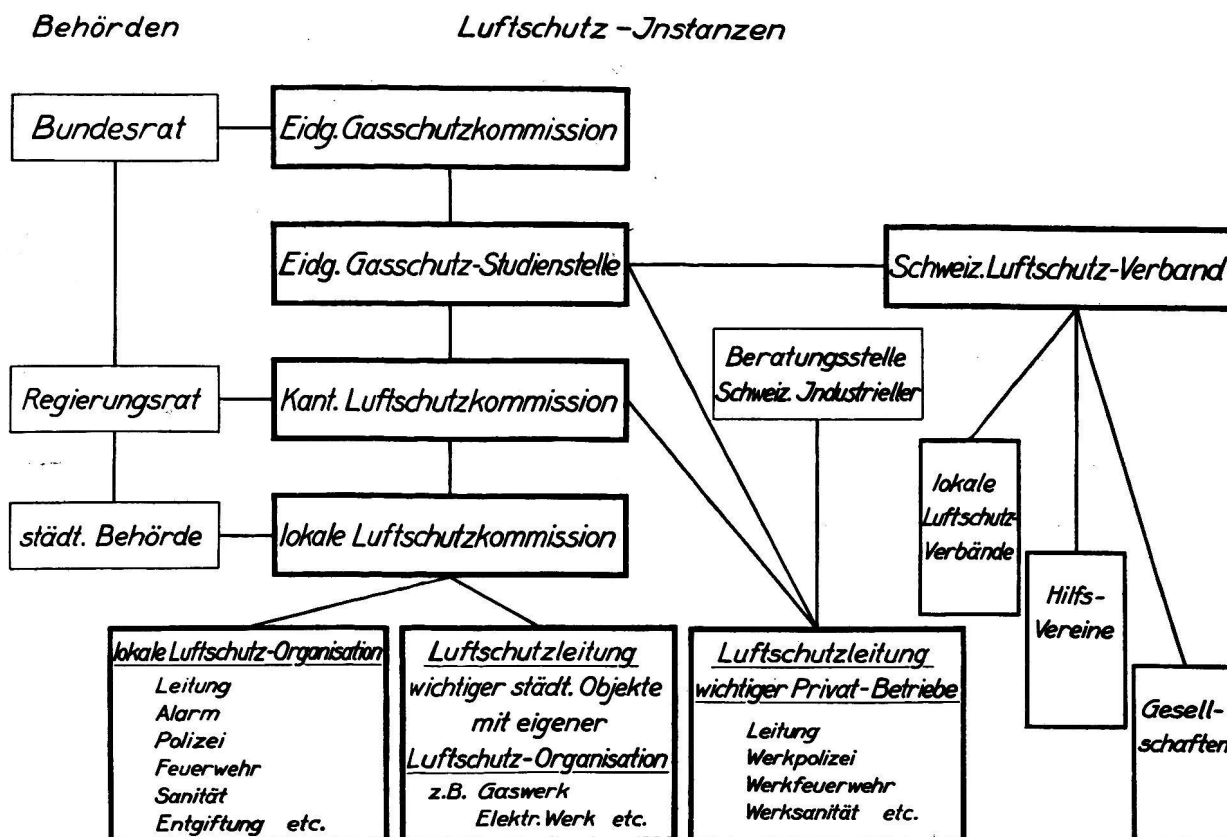 Behörden
Luftschutz-Jnstanzen
Bundesrat
Eidg. Gasschutzkommission
Eidg. Gasschutz-Studienstelle
Schweiz. Luftschutz-Verband
Beratungsstelle
Schweiz. Jndustrieller
Regierungsrat
Kant. Luftschutzkommission
städt. Behörde
lokale Luftschutzkommission
lokale
Luftschutz-
Verbände
Hilfs-
Vereine
Gesell-
schaften
lokale Luftschutz-Organisation
Leitung
Alarm
Polizei
Feuerwehr
Sanität
Entgiftung etc.
Luftschutzleitung
wichtiger städt. Objekte
mit eigener
Luftschutz-Organisation
z.B. Gaswerk
Elektr. Werk etc.
Luftschutzleitung
wichtiger Privat-Betriebe
Leitung
Werkpolizei
Werkfeuerwehr
Werksanität etc.